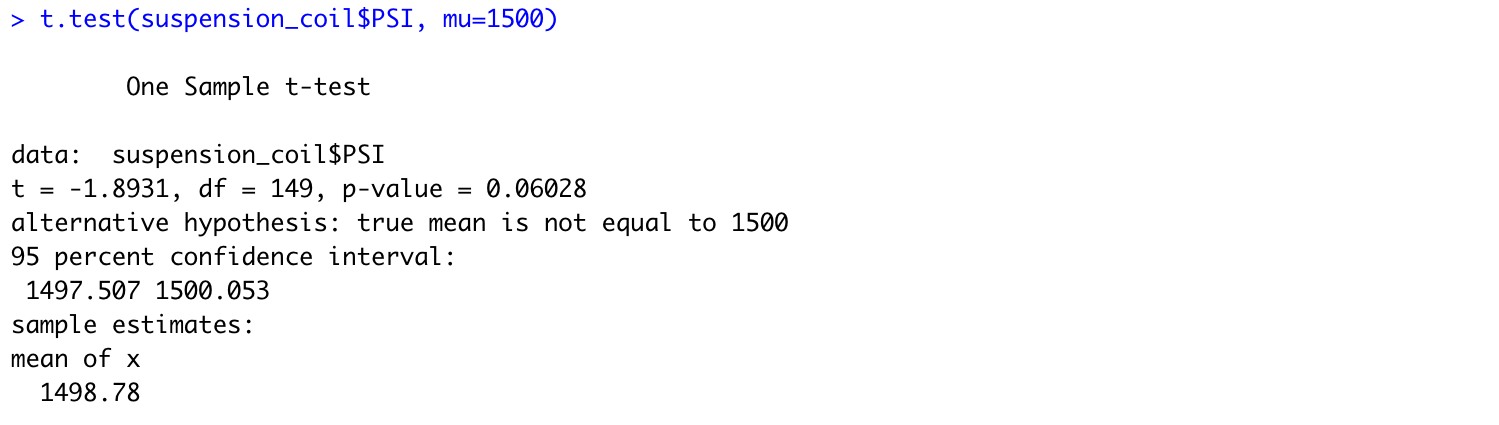 > t.test(suspension_coil$PSI, mu=1500)
One Sample t-test
data:  suspension_coil$PSI
t = -1.8931, df = 149, p-value = 0.06028
alternative hypothesis: true mean is not equal to 1500
95 percent confidence interval:
1497.507 1500.053
sample estimates:
mean of x
1498.78